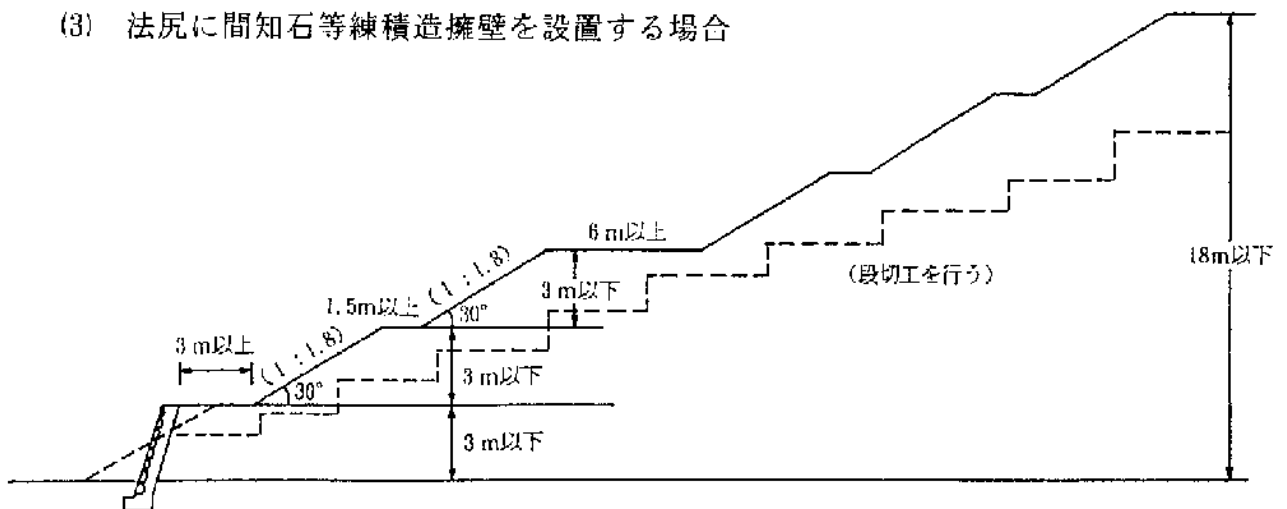 (3) 法尻に間知石等練積造擁壁を設置する場合
6m以上
(1:1.8)
3m以下
18m以下
(段切工を行う)
1.5m以上
30°
3m以上
(1:1.8)
3m以下
30°
3m以下